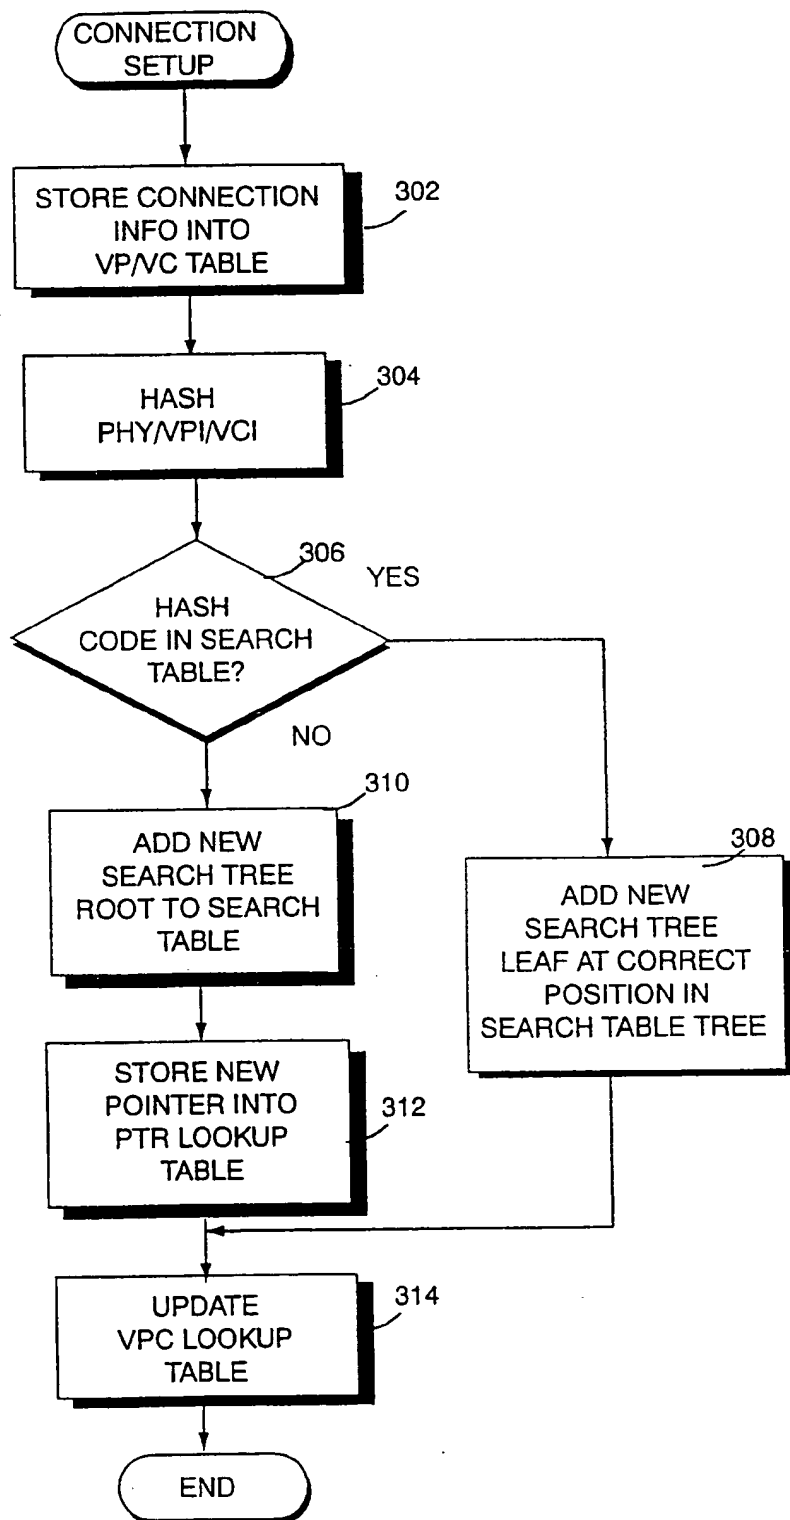 CONNECTION
SETUP
STORE CONNECTION
INFO INTO
VP/VC TABLE
302
HASH
PHY/VPI/VCI
304
306
YES
HASH
CODE IN SEARCH
TABLE?
NO
310
ADD NEW
SEARCH TREE
ROOT TO SEARCH
TABLE
308
ADD NEW
SEARCH TREE
LEAF AT CORRECT
POSITION IN
SEARCH TABLE TREE
STORE NEW
POINTER INTO
PTR LOOKUP
TABLE
312
UPDATE
VPC LOOKUP
TABLE
314
END